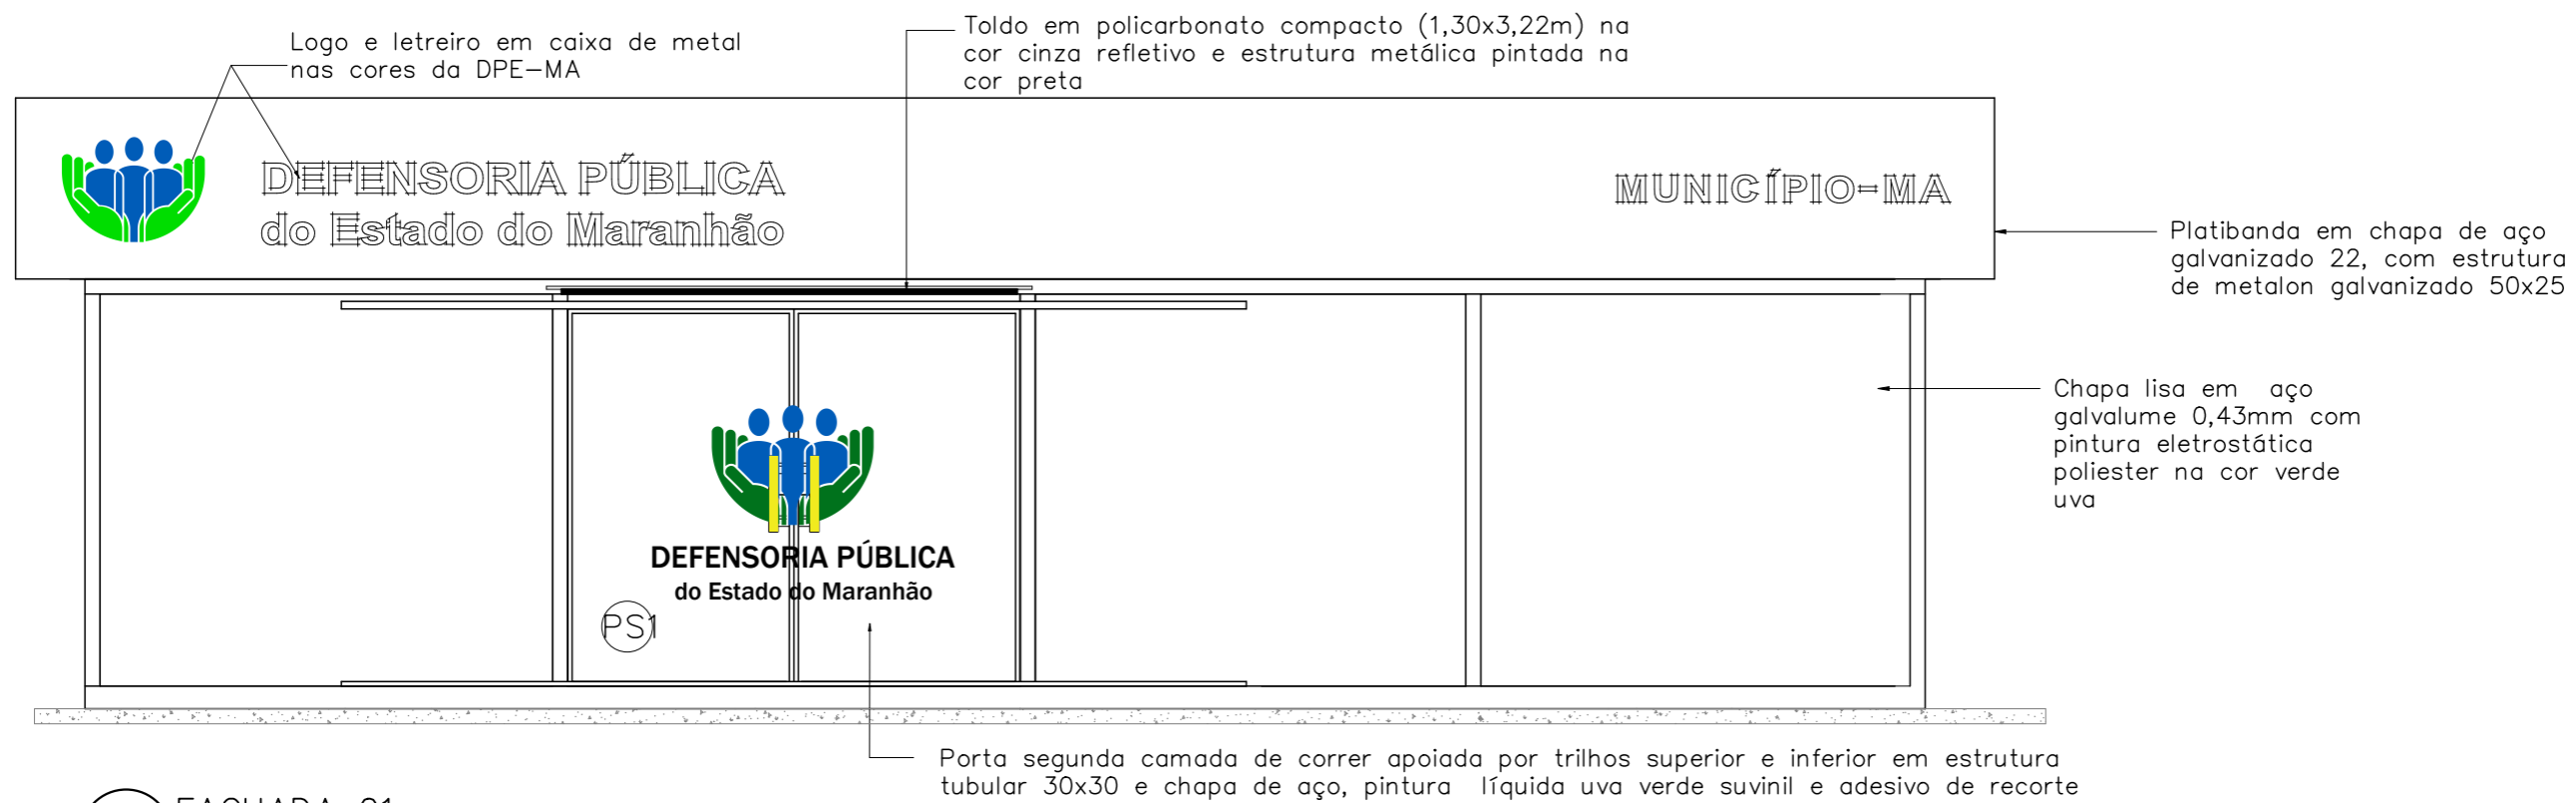 Logo e letreiro em caixa de metal
nas cores da DPE-MA
Toldo em policarbonato compacto (1,30x3,22m) na
cor cinza refletivo e estrutura metálica pintada na
cor preta
DEFENSORIA PÚBLICA
do Estado do Maranhão
MUNICÍPIO-MA
Platibanda em chapa de aço
galvanizado 22, com estrutura
de metalon galvanizado 50x25
Chapa lisa em aço
galvalume 0,43mm com
pintura eletrostática
poliester na cor verde
uva
DEFENSORIA PÚBLICA
do Estado do Maranhão
PS1
Porta segunda camada de correr apoiada por trilhos superior e inferior em estrutura
tubular 30x30 e chapa de aço, pintura líquida uva verde suvinil e adesivo de recorte
FACHADA 01